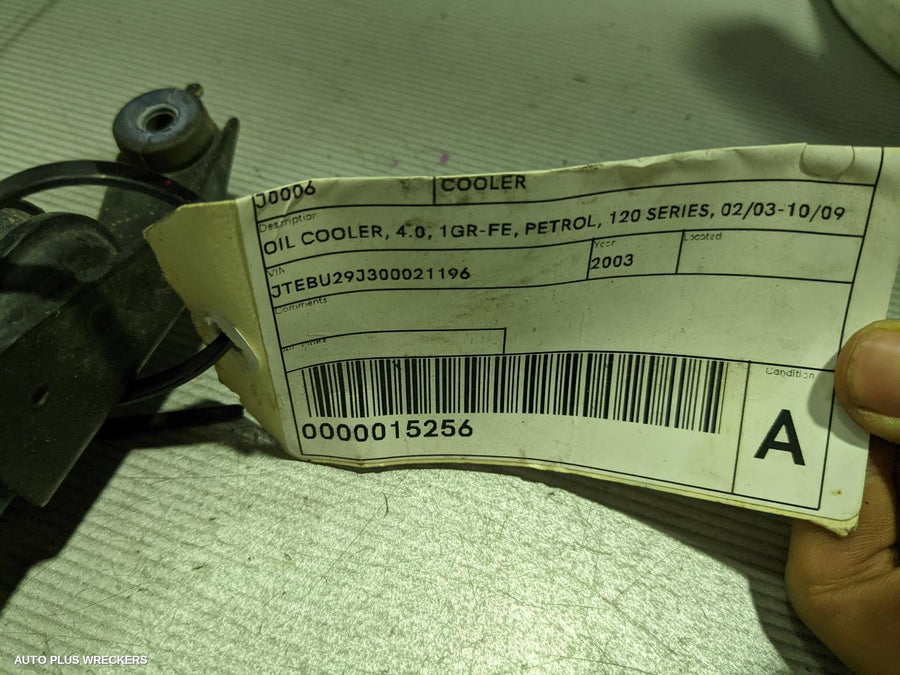 J0006 COOLER
Description
OIL COOLER, 4.0, 1GR-FE, PETROL, 120 SERIES, 02/03-10/09
VIN Year Located
JTEBU29J300021196 2003
Comments
Condition
0000015256 A
AUTO PLUS WRECKERS